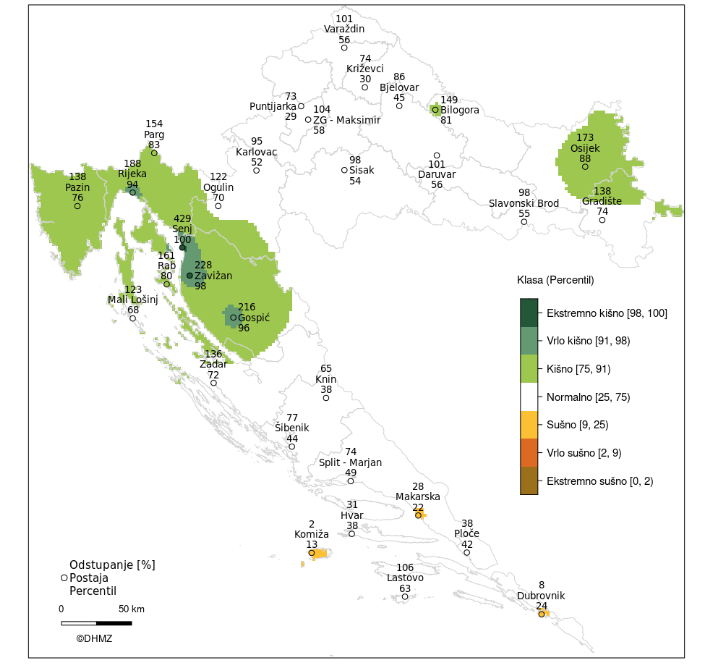 101
Varaždin
56
74
Križevci
30
86
Bjelovar
45
73
Puntijarka
29
104
ZG - Maksimir
58
149
Bilogora
81
154
Parg
83
95
Karlovac
52
98
Sisak
54
101
Daruvar
56
173
Osijek
88
138
Pazin
76
188
Rijeka
94
122
Ogulin
70
98
Slavonski Brod
55
138
Gradište
74
429
Senj
100
161
Rab
80
228
Zavižan
98
123
Mali Lošinj
68
216
Gospić
96
136
Zadar
72
65
Knin
38
77
Šibenik
44
74
Split - Marjan
49
28
Makarska
22
31
Hvar
38
2
Komiža
13
38
Ploče
42
106
Lastovo
63
8
Dubrovnik
24
Klasa (Percentil)
Ekstremno kišno [98, 100]
Vrlo kišno [91, 98)
Kišno [75, 91)
Normalno [25, 75)
Sušno [9, 25)
Vrlo sušno [2, 9)
Ekstremno sušno [0, 2)
Odstupanje [%]
Postaja
Percentil
0 50 km
©DHMZ